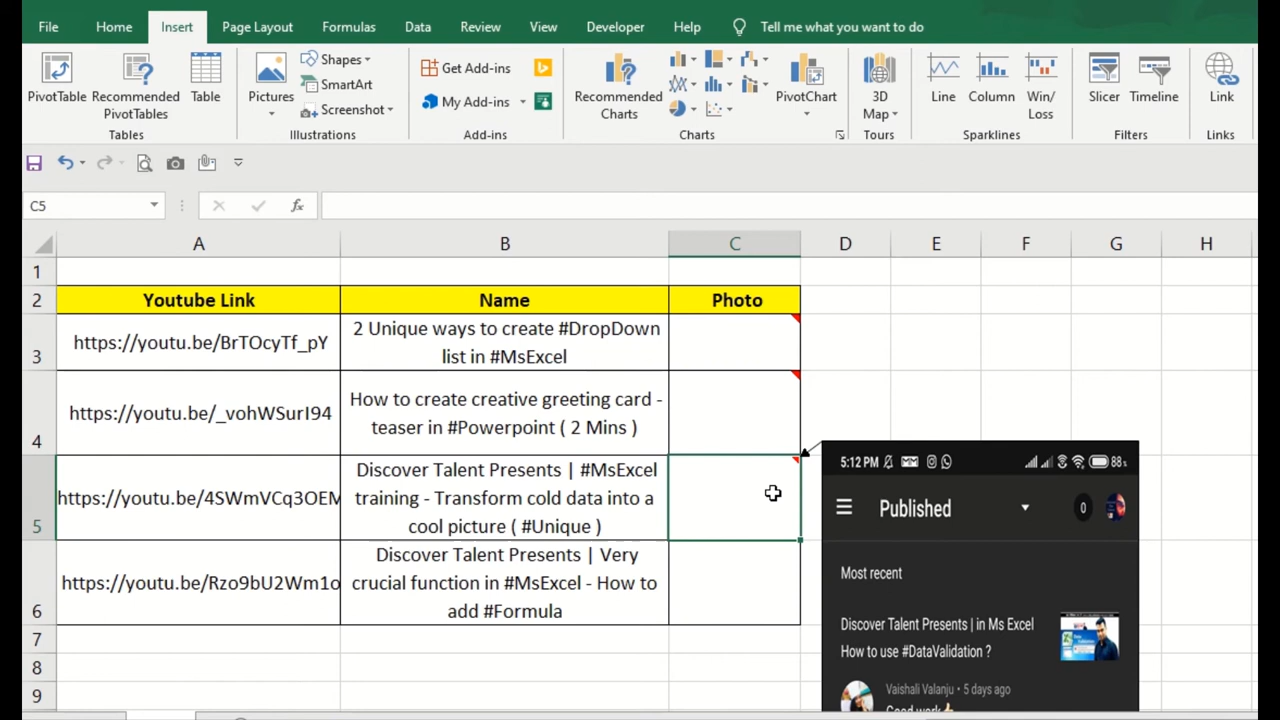 File Home Insert Page Layout Formulas Data Review View Developer Help Tell me what you want to do
PivotTable
Recommended
PivotTables
Table
Tables
Pictures
Shapes
SmartArt
Screenshot
Illustrations
Get Add-ins
My Add-ins
Add-ins
Recommended
Charts
PivotChart
Charts
3D
Map
Tours
Line
Column
Win/
Loss
Sparklines
Slicer
Timeline
Filters
Link
Links
C5
fx
A B C D E F G H
1
2 Youtube Link Name Photo
3 https://youtu.be/BrTOcyTf_pY
2 Unique ways to create #DropDown
list in #MsExcel
4 https://youtu.be/_vohWSurI94
How to create creative greeting card -
teaser in #Powerpoint ( 2 Mins )
5 https://youtu.be/4SWmVCq3OEM
Discover Talent Presents | #MsExcel
training - Transform cold data into a
cool picture ( #Unique )
6 https://youtu.be/Rzo9bU2Wm1o
Discover Talent Presents | Very
crucial function in #MsExcel - How to
add #Formula
7
8
9
5:12 PM 88%
Published 0
Most recent
Discover Talent Presents | in Ms Excel
How to use #DataValidation ?
Vaishali Valanju • 5 days ago
Good work